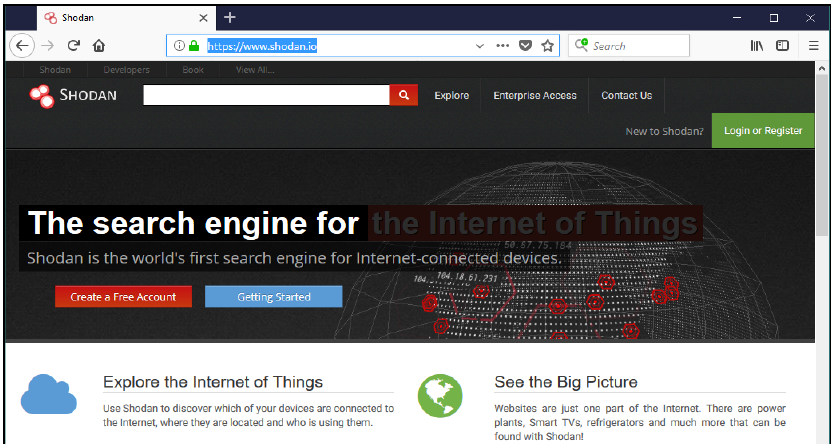 Shodan
https://www.shodan.io
Search
Shodan Developers Book View All...
SHODAN
Explore Enterprise Access Contact Us
New to Shodan? Login or Register
The search engine for the Internet of Things
Shodan is the world's first search engine for Internet-connected devices.
50.87.75.184
104.18.61.231
104.
Create a Free Account Getting Started
Explore the Internet of Things
Use Shodan to discover which of your devices are connected to
the Internet, where they are located and who is using them.
See the Big Picture
Websites are just one part of the Internet. There are power
plants, Smart TVs, refrigerators and much more that can be
found with Shodan!